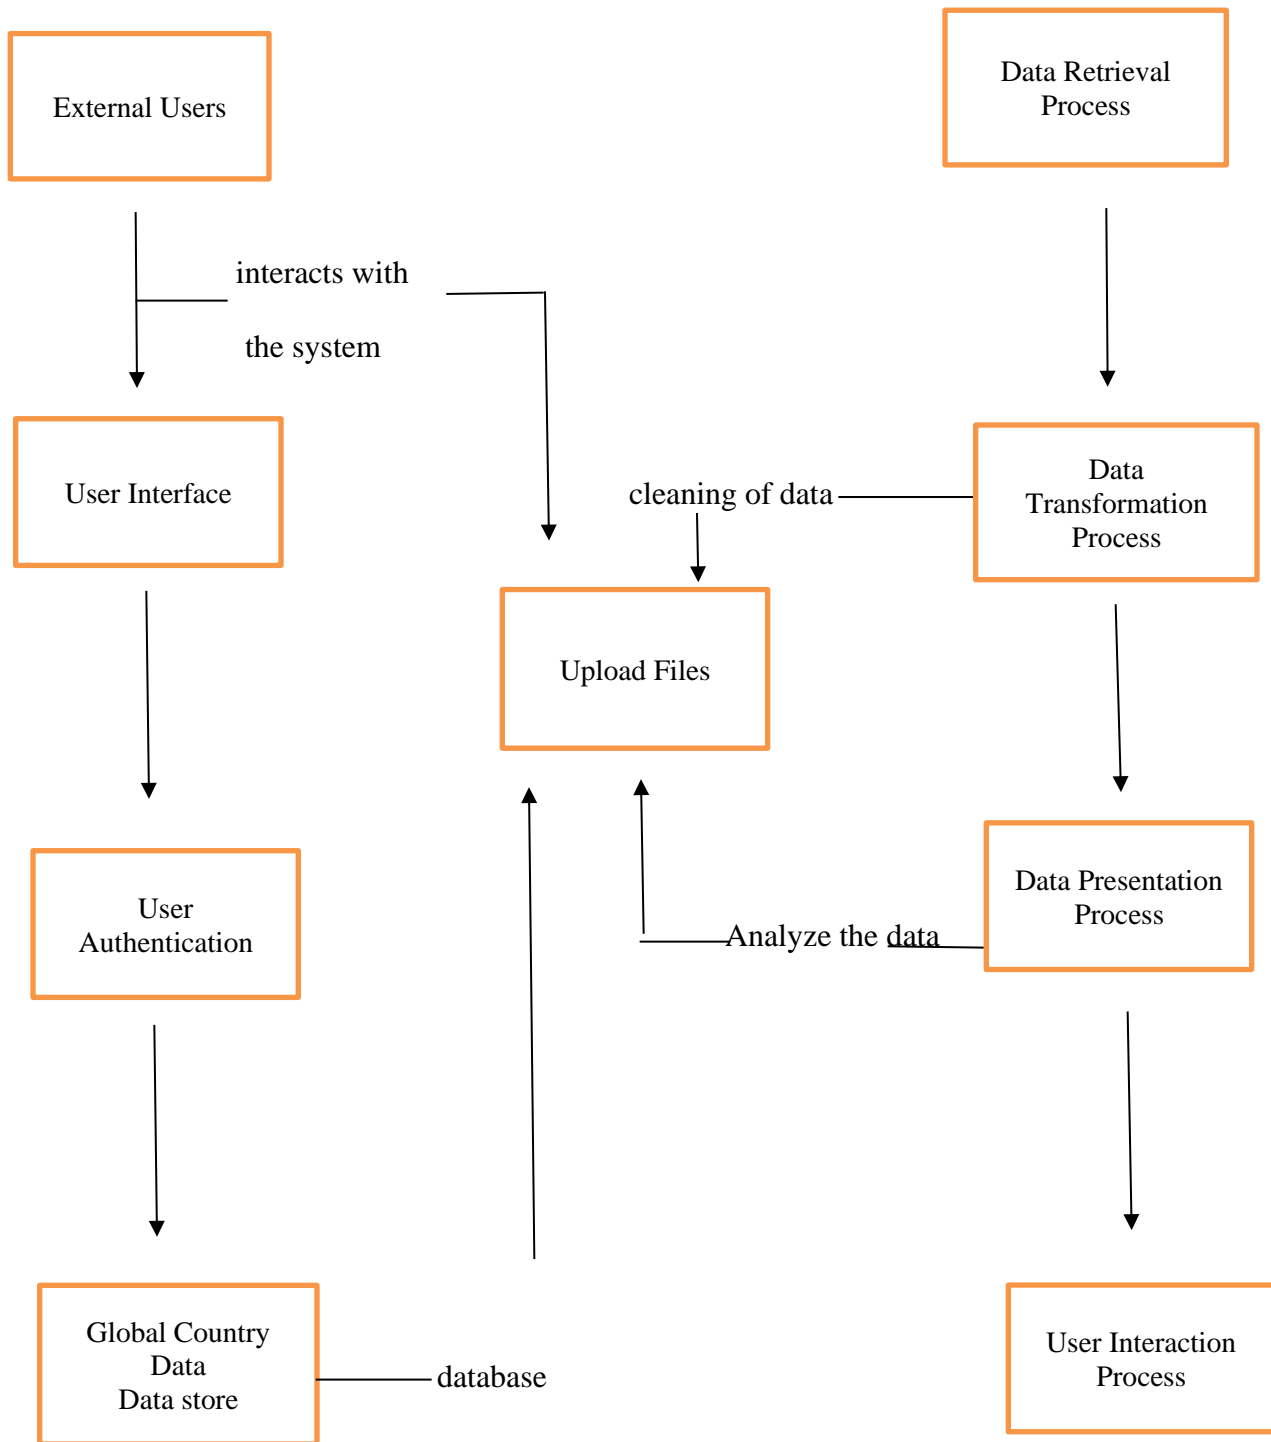 External Users
Data Retrieval
Process
interacts with
the system
User Interface
cleaning of data
Data
Transformation
Process
Upload Files
User
Authentication
Data Presentation
Process
Analyze the data
Global Country
Data
Data store
database
User Interaction
Process